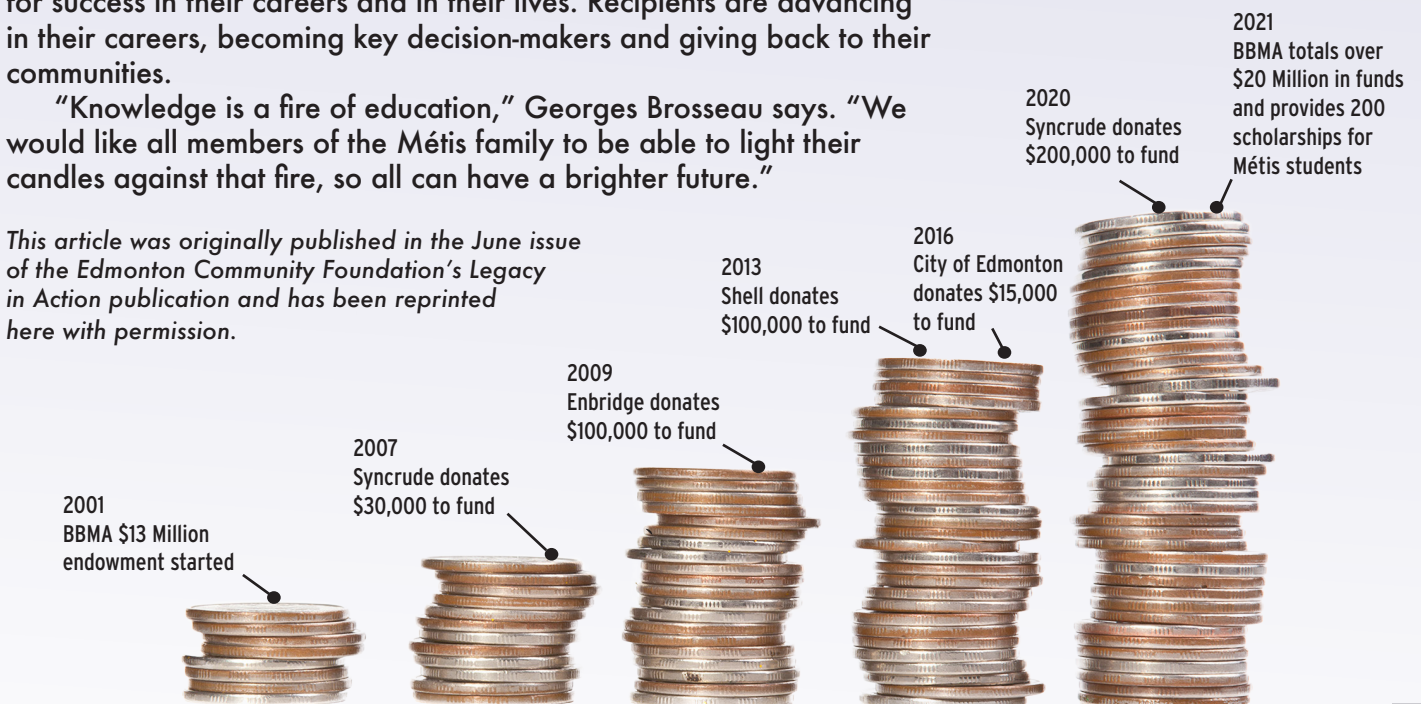 for success in their careers and in their lives. Recipients are advancing
in their careers, becoming key decision-makers and giving back to their
communities.
“Knowledge is a fire of education,” Georges Brosseau says. “We
would like all members of the Métis family to be able to light their
candles against that fire, so all can have a brighter future.”
This article was originally published in the June issue
of the Edmonton Community Foundation’s Legacy
in Action publication and has been reprinted
here with permission.
2001
BBMA $13 Million
endowment started
2007
Syncrude donates
$30,000 to fund
2009
Enbridge donates
$100,000 to fund
2013
Shell donates
$100,000 to fund
2016
City of Edmonton
donates $15,000
to fund
2020
Syncrude donates
$200,000 to fund
2021
BBMA totals over
$20 Million in funds
and provides 200
scholarships for
Métis students